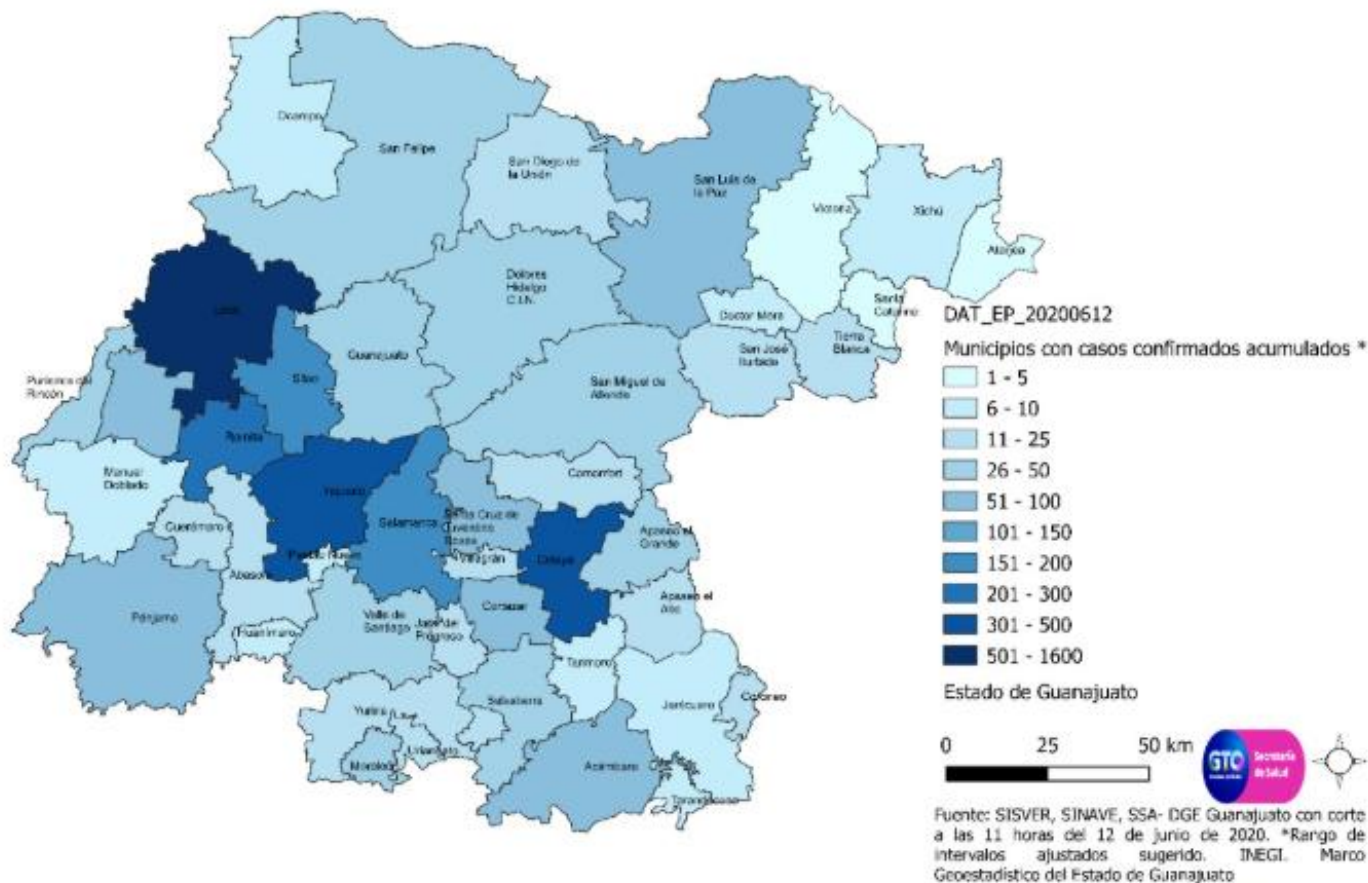 Ocampo
San Felipe
San Diego de
la Unión
San Luis de
la Paz
Victoria
Xichú
Atarjea
León
Dolores
Hidalgo
C.I.N.
Santa
Catarina
Doctor Mora
Tierra
Blanca
San José
Iturbide
Guanajuato
Silao
Purísima del
Rincón
San Miguel de
Allende
Romita
Manuel
Doblado
Irapuato
Comonfort
Cuerámaro
Salamanca
Santa Cruz de
Juventino
Rosas
Apaseo el
Grande
Pueblo Nuevo
Villagrán
Celaya
Abasolo
Apaseo el
Alto
Pénjamo
Valle de
Santiago
Jaral del
Progreso
Cortazar
Huanímaro
Tarimoro
Salvatierra
Jerécuaro
Coroneo
Yuriria
Uriangato
Moroleón
Acámbaro
Tarandacuao
DAT_EP_20200612
Municipios con casos confirmados acumulados *
1 - 5
6 - 10
11 - 25
26 - 50
51 - 100
101 - 150
151 - 200
201 - 300
301 - 500
501 - 1600
Estado de Guanajuato
0 25 50 km
GTO
Secretaría
de Salud
Fuente: SISVER, SINAVE, SSA- DGE Guanajuato con corte
a las 11 horas del 12 de junio de 2020. *Rango de
intervalos ajustados sugerido. INEGI. Marco
Geoestadístico del Estado de Guanajuato